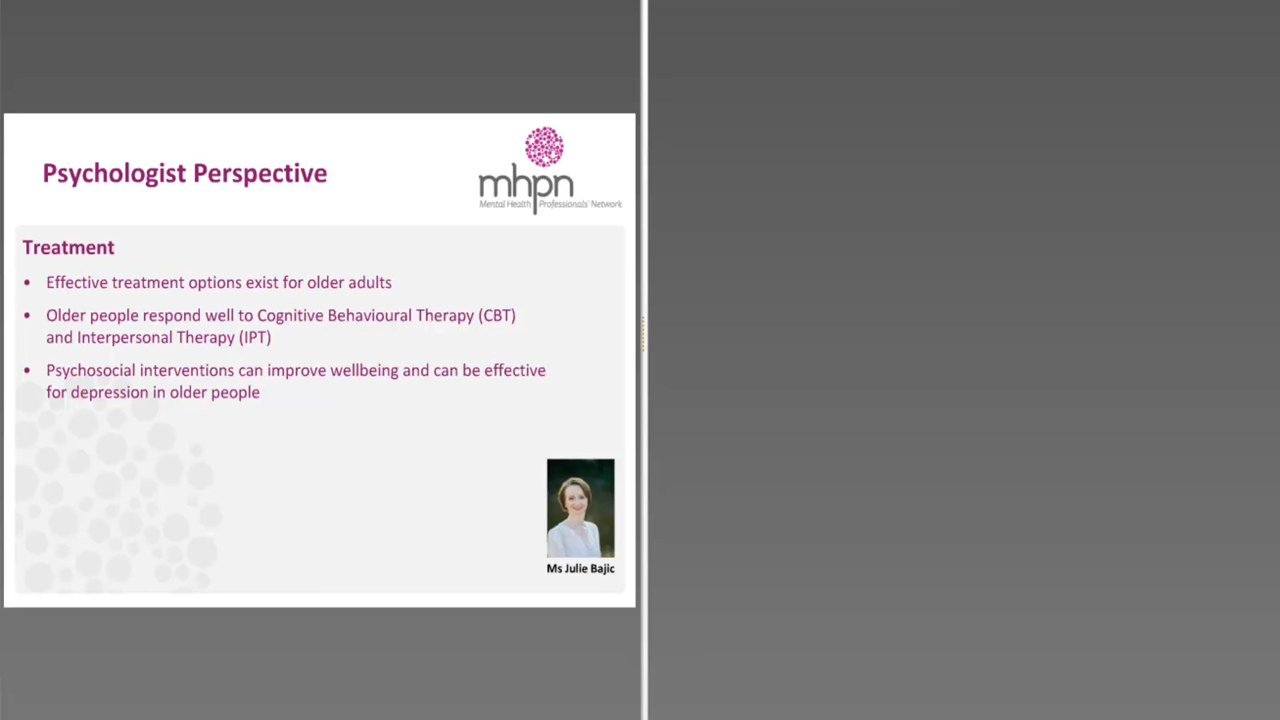 Psychologist Perspective
mhpn
Mental Health Professionals' Network
Treatment
• Effective treatment options exist for older adults
• Older people respond well to Cognitive Behavioural Therapy (CBT)
and Interpersonal Therapy (IPT)
• Psychosocial interventions can improve wellbeing and can be effective
for depression in older people
Ms Julie Bajic